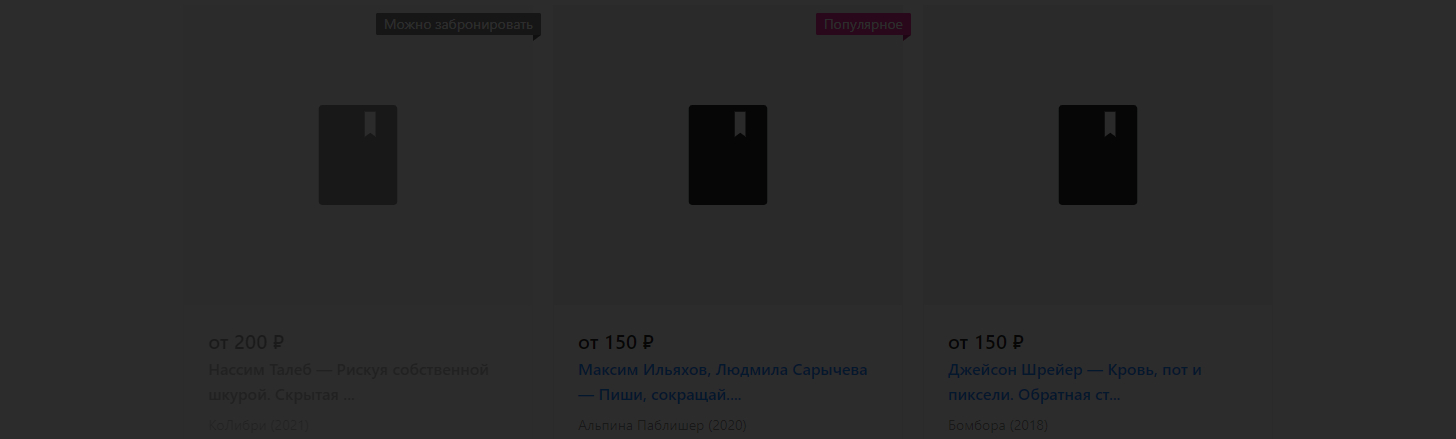 Можно забронировать
Популярное
от 200 ₽
Нассим Талеб — Рискуя собственной
шкурой. Скрытая ...
КоЛибри (2021)
от 150 ₽
Максим Ильяхов, Людмила Сарычева
— Пиши, сокращай....
Альпина Паблишер (2020)
от 150 ₽
Джейсон Шрейер — Кровь, пот и
пиксели. Обратная ст...
Бомбора (2018)